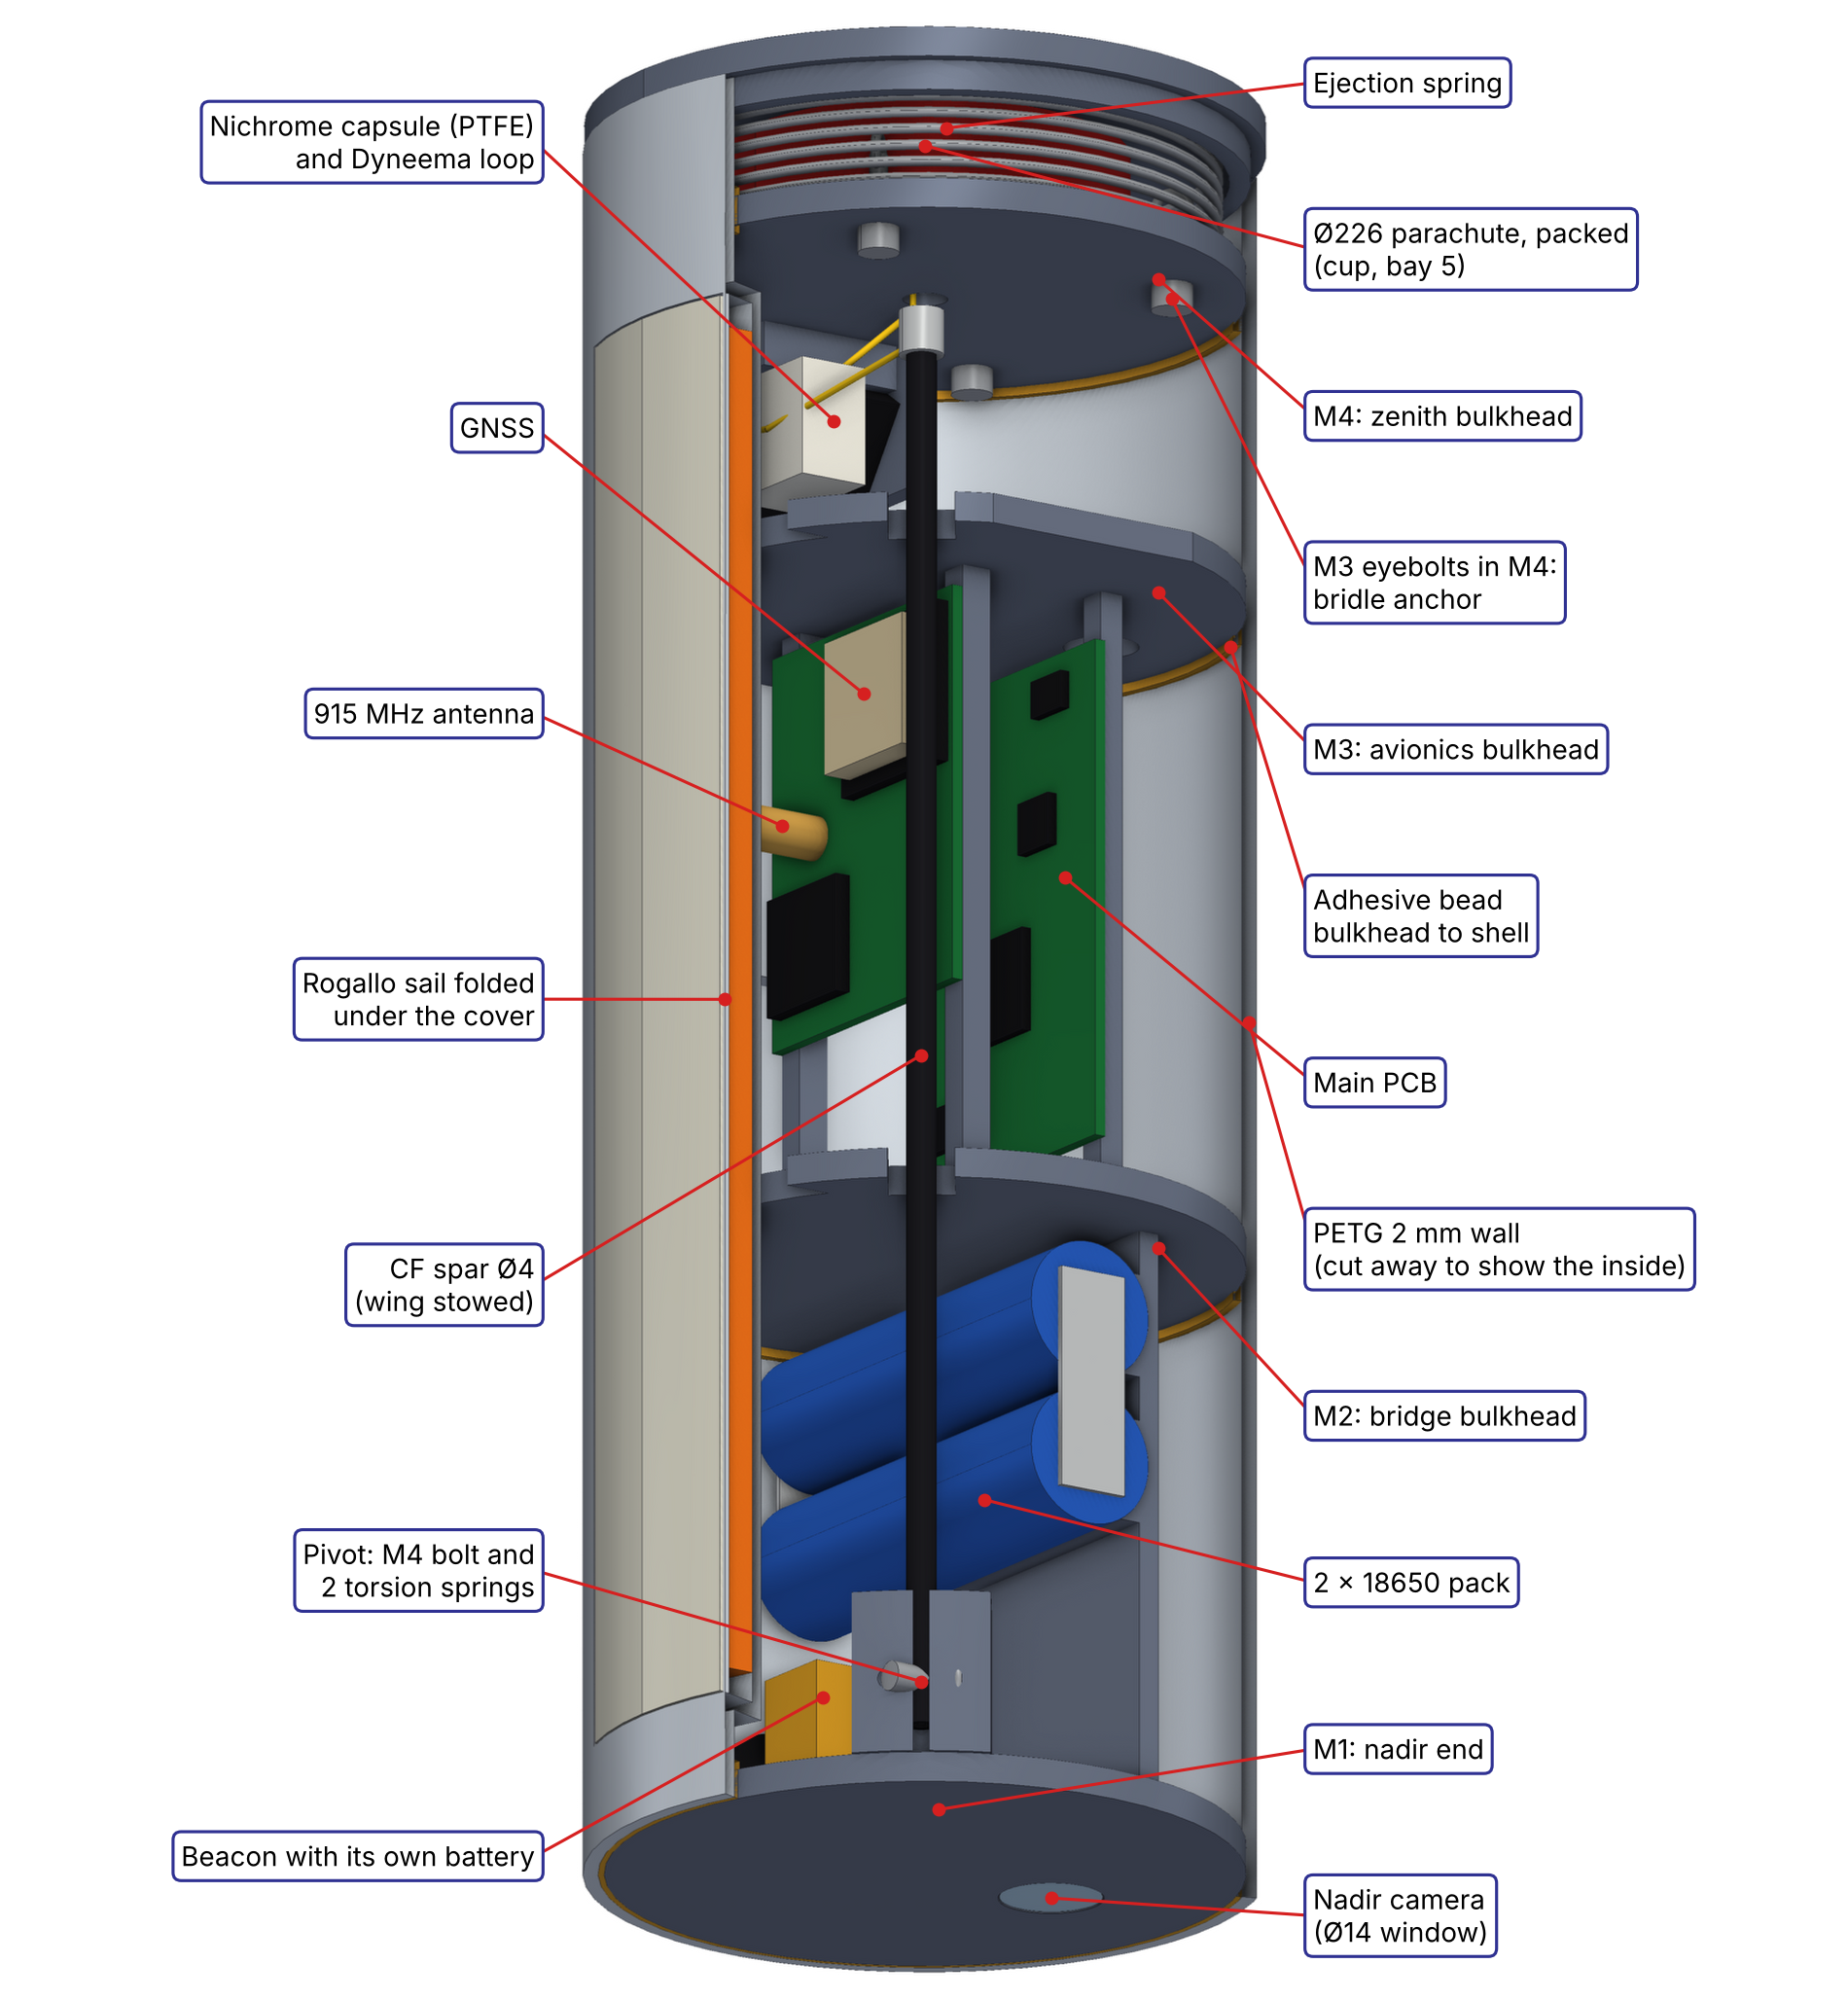 Nichrome capsule (PTFE)
and Dyneema loop
GNSS
915 MHz antenna
Rogallo sail folded
under the cover
CF spar Ø4
(wing stowed)
Pivot: M4 bolt and
2 torsion springs
Beacon with its own battery
Ejection spring
Ø226 parachute, packed
(cup, bay 5)
M4: zenith bulkhead
M3 eyebolts in M4:
bridle anchor
M3: avionics bulkhead
Adhesive bead
bulkhead to shell
Main PCB
PETG 2 mm wall
(cut away to show the inside)
M2: bridge bulkhead
2 × 18650 pack
M1: nadir end
Nadir camera
(Ø14 window)